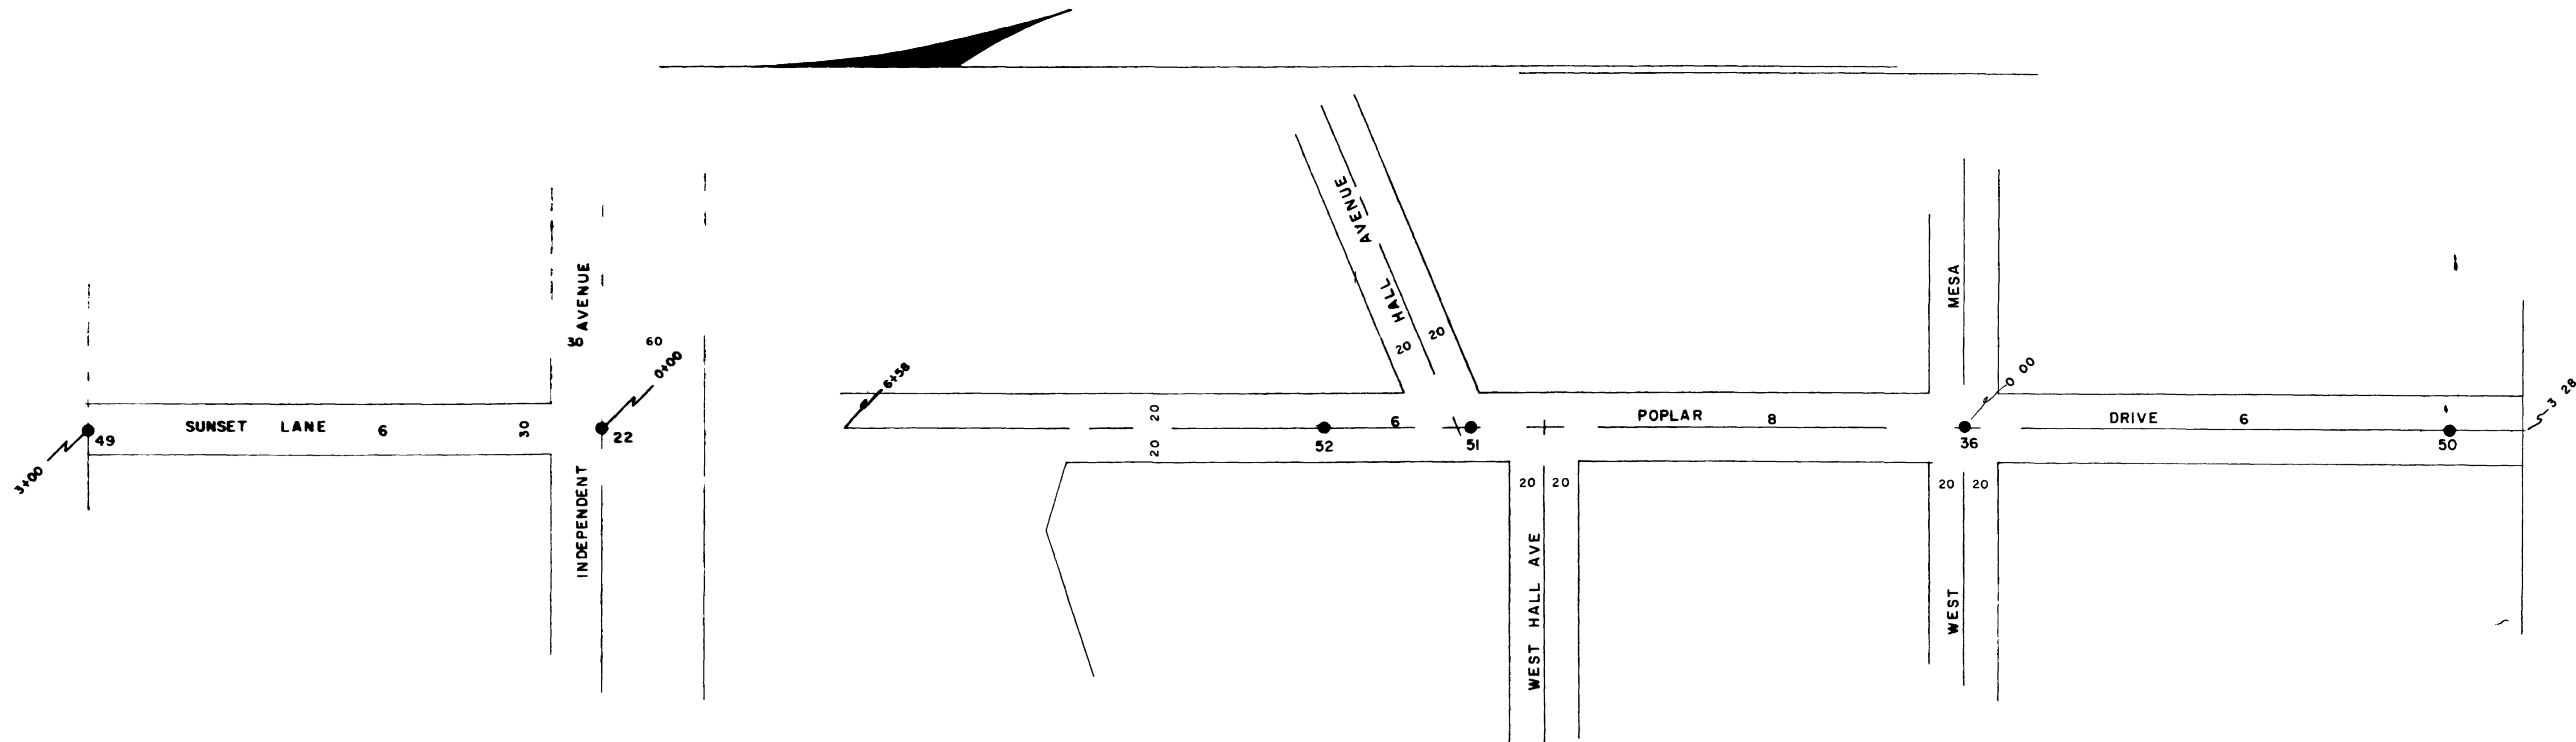 HALL AVENUE
20 20
MESA
INDEPENDENT AVENUE
30 60
0+00
6+58
0 00
3 28
SUNSET LANE 6
30
49
22
3+00
20
20
52
6
51
POPLAR 8
36
DRIVE 6
50
20 20
WEST HALL AVE
20 20
WEST